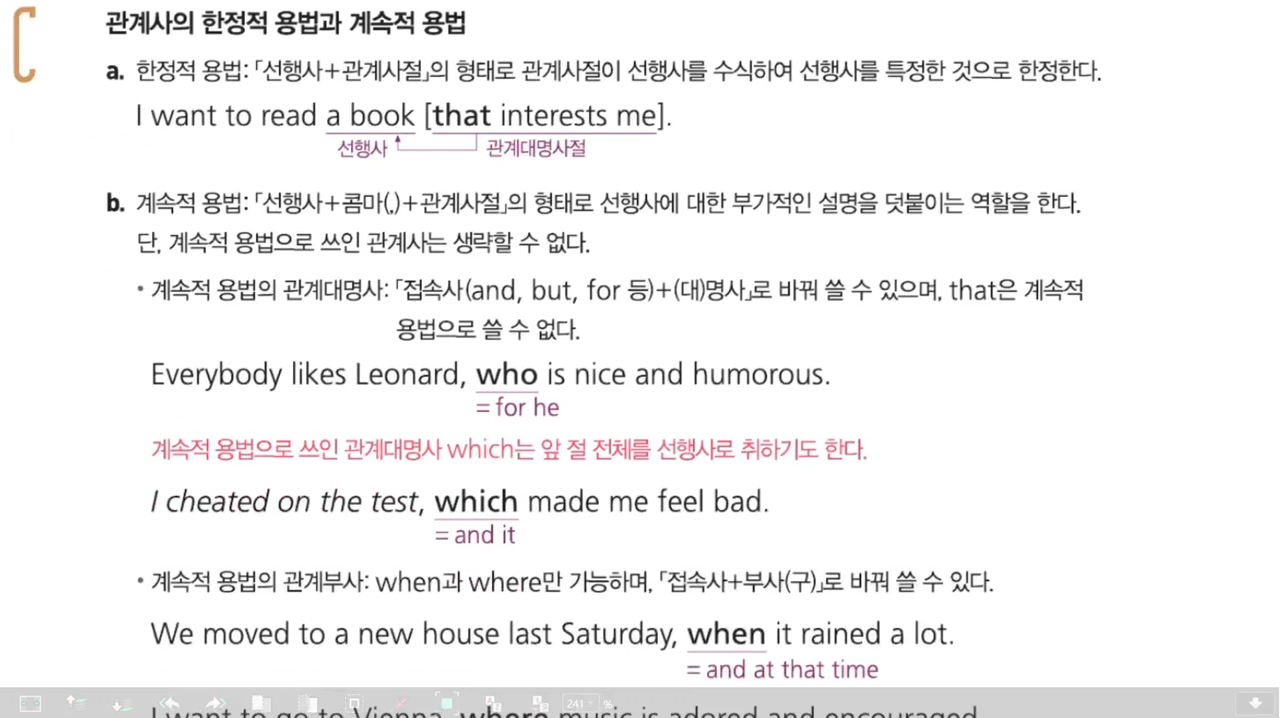 C
관계사의 한정적 용법과 계속적 용법
a. 한정적 용법: 「선행사+관계사절」의 형태로 관계사절이 선행사를 수식하여 선행사를 특정한 것으로 한정한다.
I want to read a book [that interests me].
선행사 관계대명사절
b. 계속적 용법: 「선행사+콤마(,)+관계사절」의 형태로 선행사에 대한 부가적인 설명을 덧붙이는 역할을 한다.
단, 계속적 용법으로 쓰인 관계사는 생략할 수 없다.
• 계속적 용법의 관계대명사: 「접속사(and, but, for 등)+(대)명사」로 바꿔 쓸 수 있으며, that은 계속적
용법으로 쓸 수 없다.
Everybody likes Leonard, who is nice and humorous.
= for he
계속적 용법으로 쓰인 관계대명사 which는 앞 절 전체를 선행사로 취하기도 한다.
I cheated on the test, which made me feel bad.
= and it
• 계속적 용법의 관계부사: when과 where만 가능하며, 「접속사+부사(구)」로 바꿔 쓸 수 있다.
We moved to a new house last Saturday, when it rained a lot.
= and at that time
241 %
I want to go to Vienna, where music is adored and encouraged.